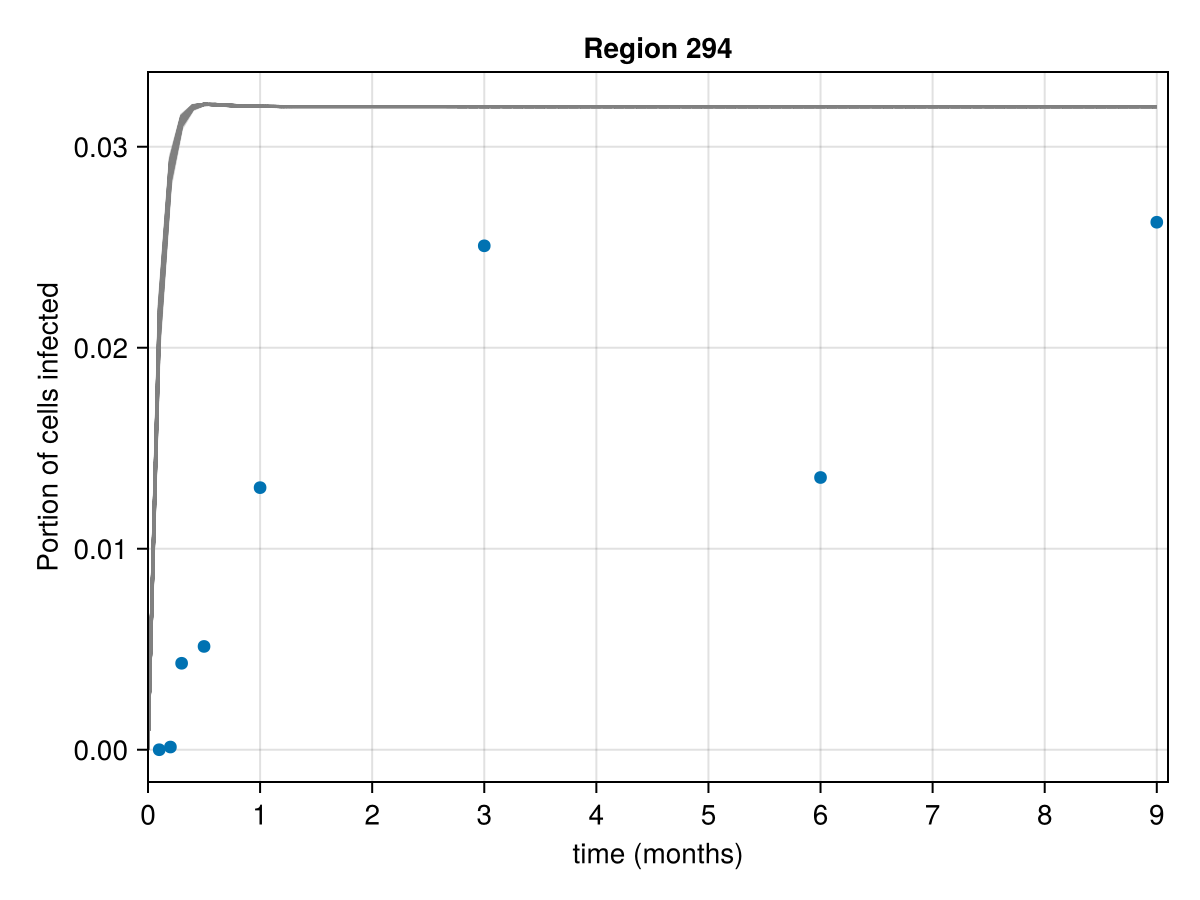 Region 294
Portion of cells infected
0.03
0.02
0.01
0.00
0 1 2 3 4 5 6 7 8 9
time (months)